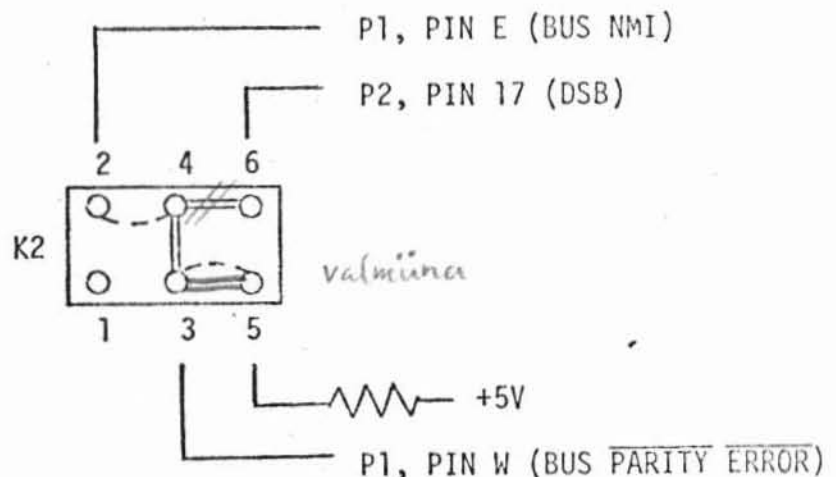 P1, PIN E (BUS NMI)
P2, PIN 17 (DSB)
2 4 6
K2
valmüna
1 3 5
+5V
P1, PIN W (BUS PARITY ERROR)